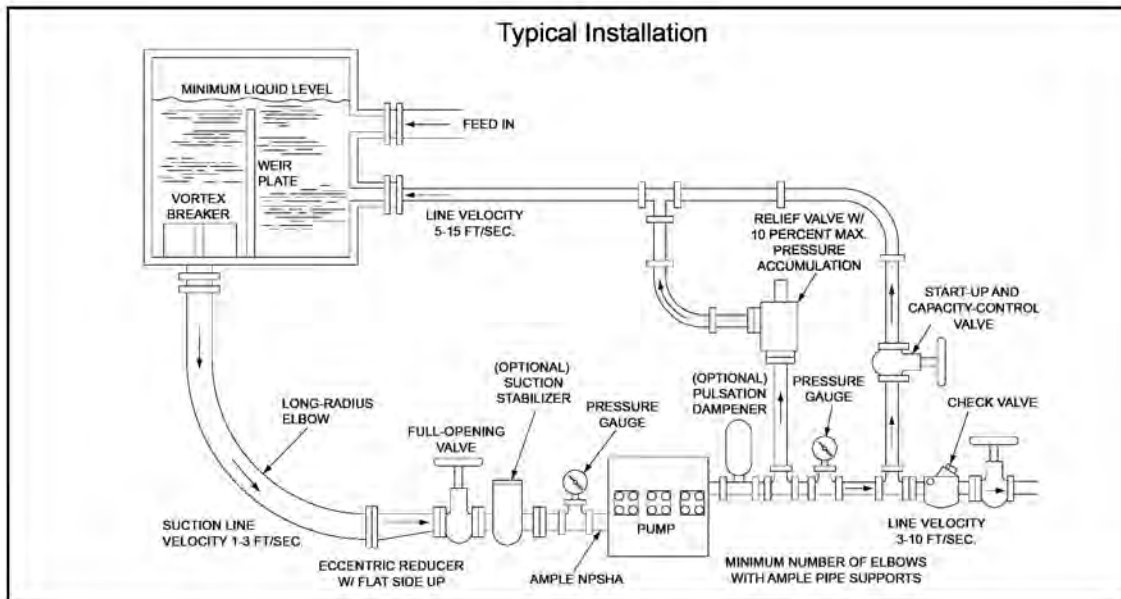 Typical Installation
MINIMUM LIQUID LEVEL
FEED IN
WEIR
PLATE
VORTEX
BREAKER
LINE VELOCITY
5-15 FT/SEC.
RELIEF VALVE W/
10 PERCENT MAX.
PRESSURE
ACCUMULATION
START-UP AND
CAPACITY-CONTROL
VALVE
(OPTIONAL)
SUCTION
STABILIZER
(OPTIONAL)
PULSATION
DAMPENER
PRESSURE
GAUGE
CHECK VALVE
LONG-RADIUS
ELBOW
FULL-OPENING
VALVE
PRESSURE
GAUGE
PUMP
SUCTION LINE
VELOCITY 1-3 FT/SEC.
LINE VELOCITY
3-10 FT/SEC.
ECCENTRIC REDUCER
W/ FLAT SIDE UP
AMPLE NPSHA
MINIMUM NUMBER OF ELBOWS
WITH AMPLE PIPE SUPPORTS